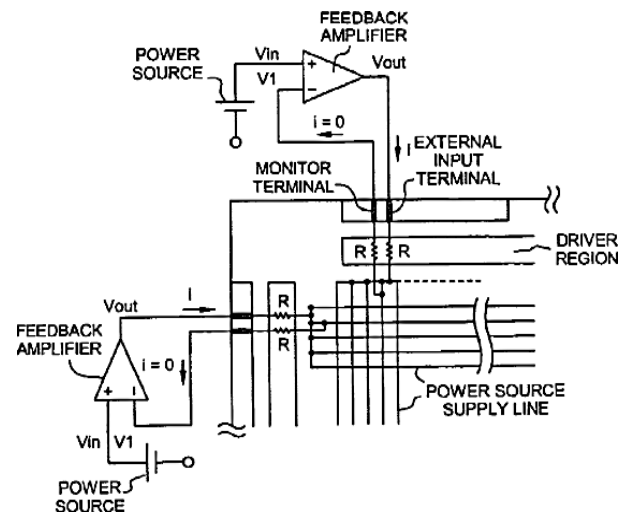 FEEDBACK
AMPLIFIER
POWER
SOURCE
Vin
V1
Vout
+
−
i = 0
I
EXTERNAL
INPUT
TERMINAL
MONITOR
TERMINAL
R
R
DRIVER
REGION
Vout
I
R
R
FEEDBACK
AMPLIFIER
i = 0
+
−
POWER SOURCE
SUPPLY LINE
Vin
V1
POWER
SOURCE